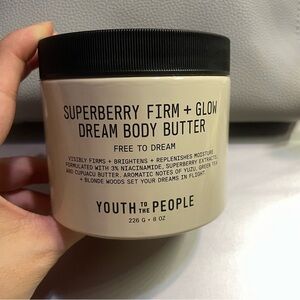 SUPERBERRY FIRM + GLOW
DREAM BODY BUTTER
FREE TO DREAM
VISIBLY FIRMS + BRIGHTENS + REPLENISHES MOISTURE
FORMULATED WITH 3% NIACINAMIDE, SUPERBERRY EXTRACTS,
AND CUPUACU BUTTER. AROMATIC NOTES OF YUZU, GREEN TEA
+ BLONDE WOODS SET YOUR DREAMS IN FLIGHT.
YOUTH TO THE PEOPLE
226 G • 8 OZ